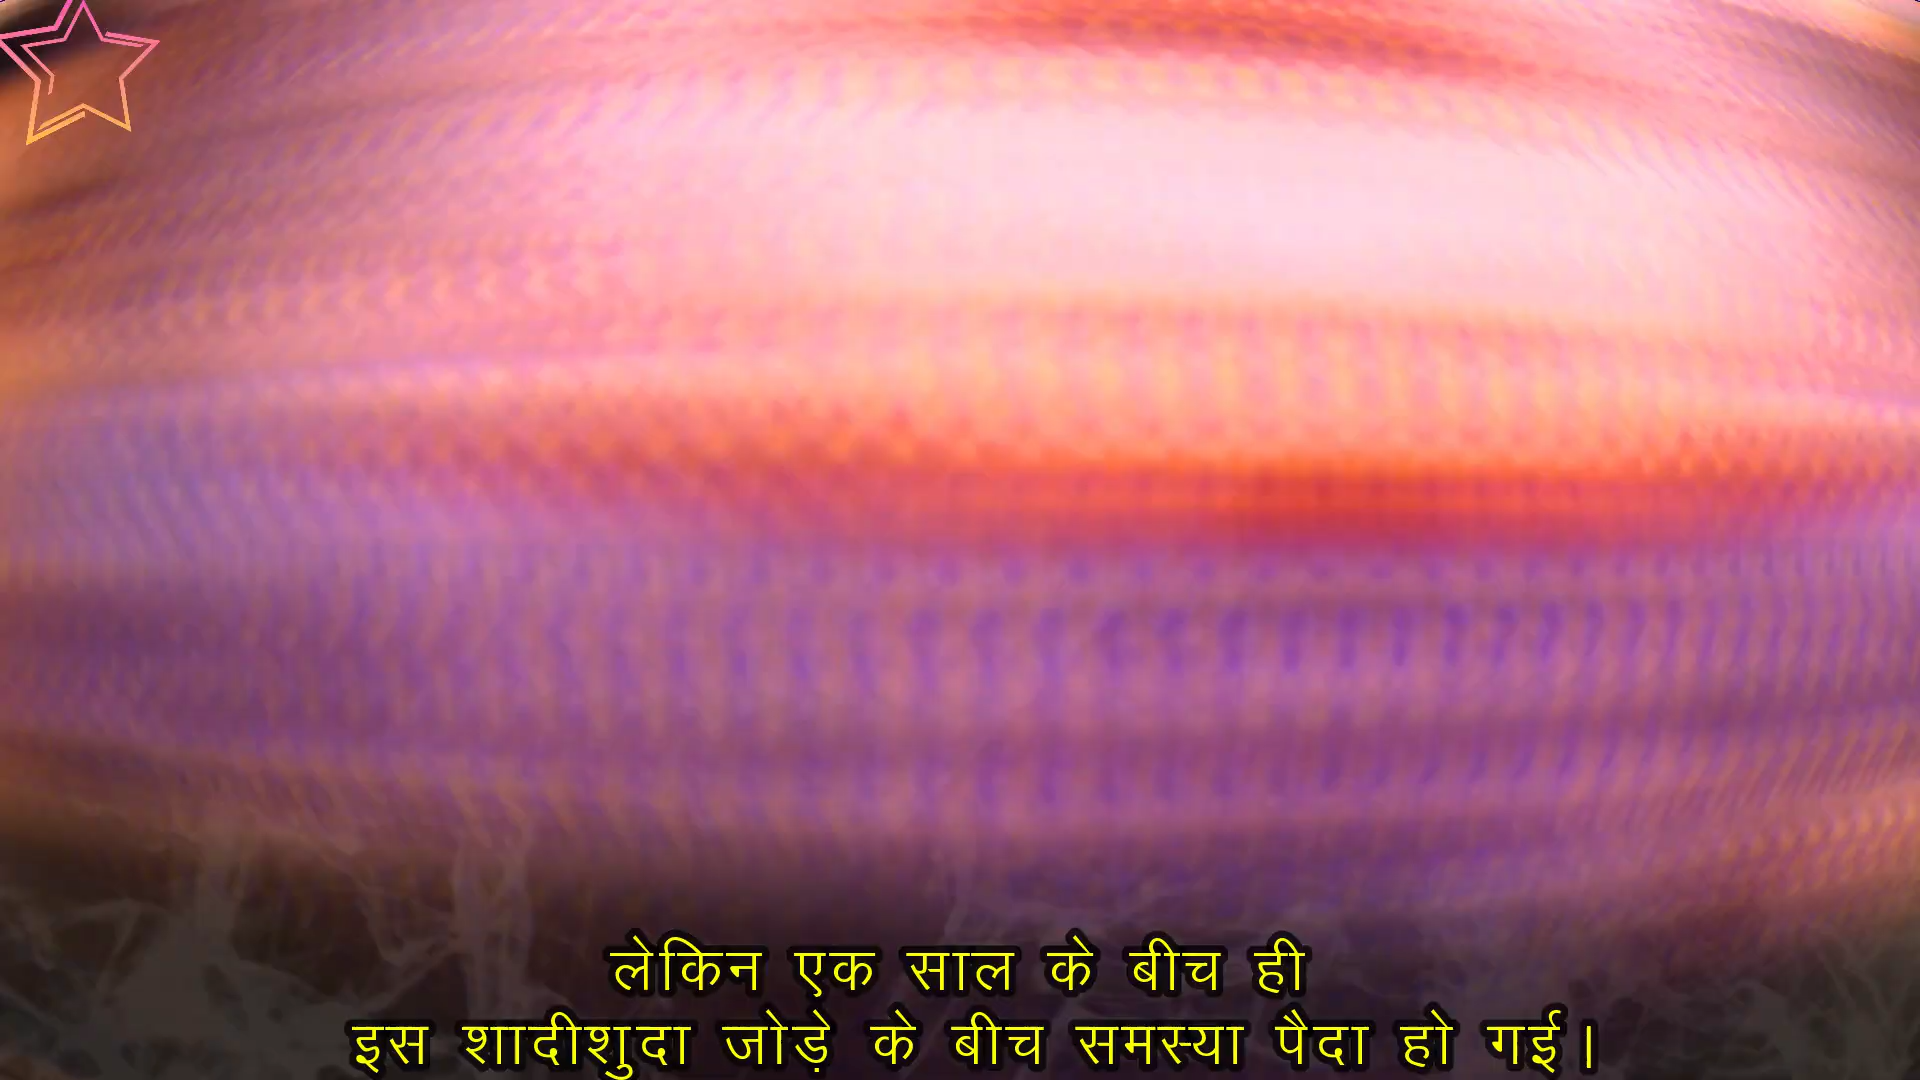 लेकिन एक साल के बीच ही
इस शादीशुदा जोड़े के बीच समस्या पैदा हो गई।